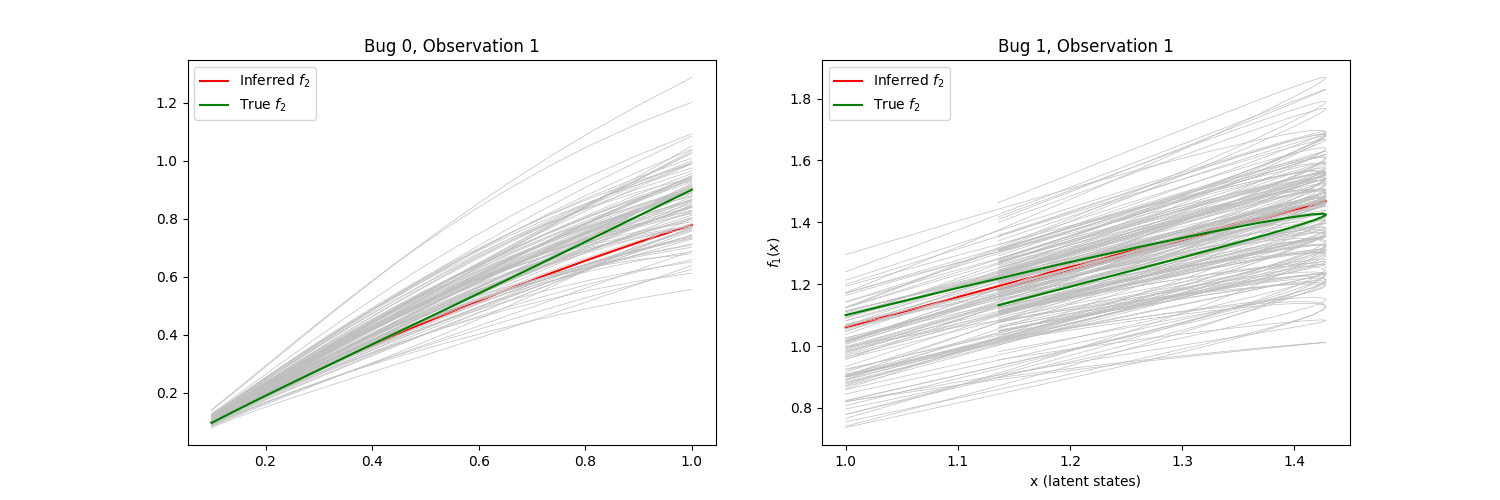 Bug 0, Observation 1
Inferred f₂
True f₂
1.2
1.0
0.8
0.6
0.4
0.2
0.2 0.4 0.6 0.8 1.0
Bug 1, Observation 1
Inferred f₂
True f₂
f₁(x)
1.8
1.6
1.4
1.2
1.0
0.8
1.0 1.1 1.2 1.3 1.4
x (latent states)